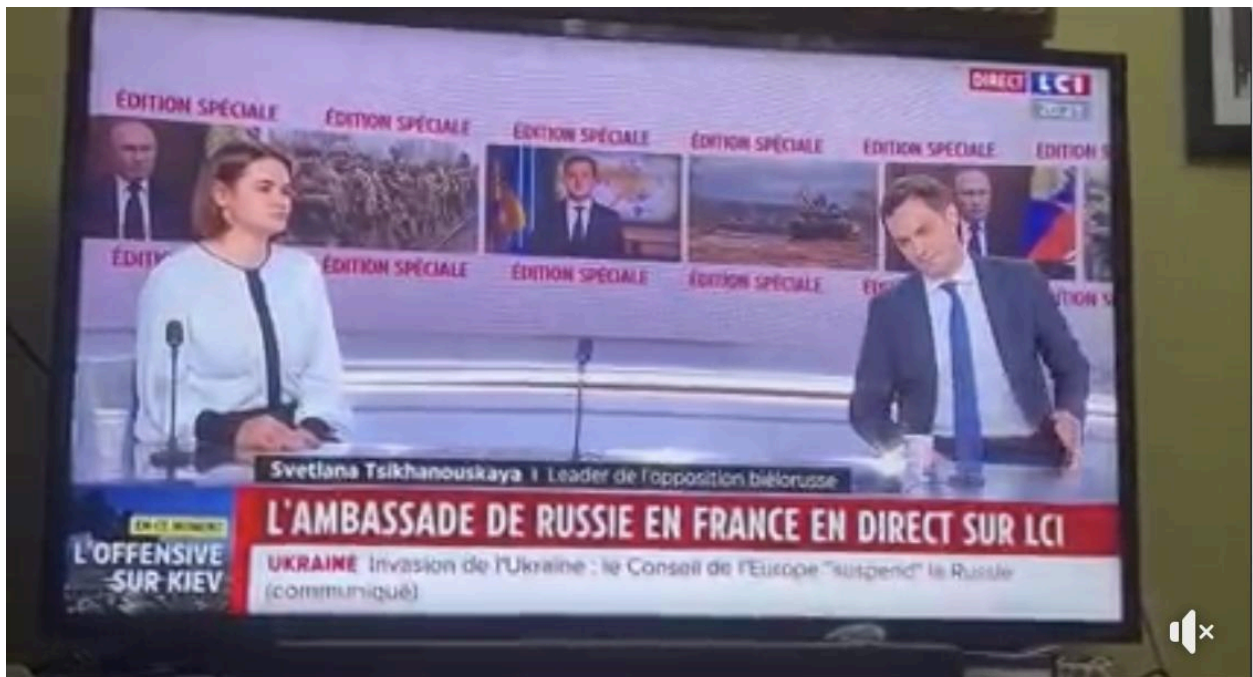 DIRECT LCI
ÉDITION SPÉCIALE
ÉDITION SPÉCIALE
ÉDITION SPÉCIALE
ÉDITION SPÉCIALE
ÉDITION SPÉCIALE
ÉDITION
ÉDITION SPÉCIALE
ÉDITION SPÉCIALE
ÉDITION SPÉCIALE
Svetlana Tsikhanouskaya I Leader de l'opposition biélorusse
EN CE MOMENT
L'OFFENSIVE
SUR KIEV
L'AMBASSADE DE RUSSIE EN FRANCE EN DIRECT SUR LCI
UKRAINE Invasion de l'Ukraine : le Conseil de l'Europe "suspend" la Russie
(communiqué)